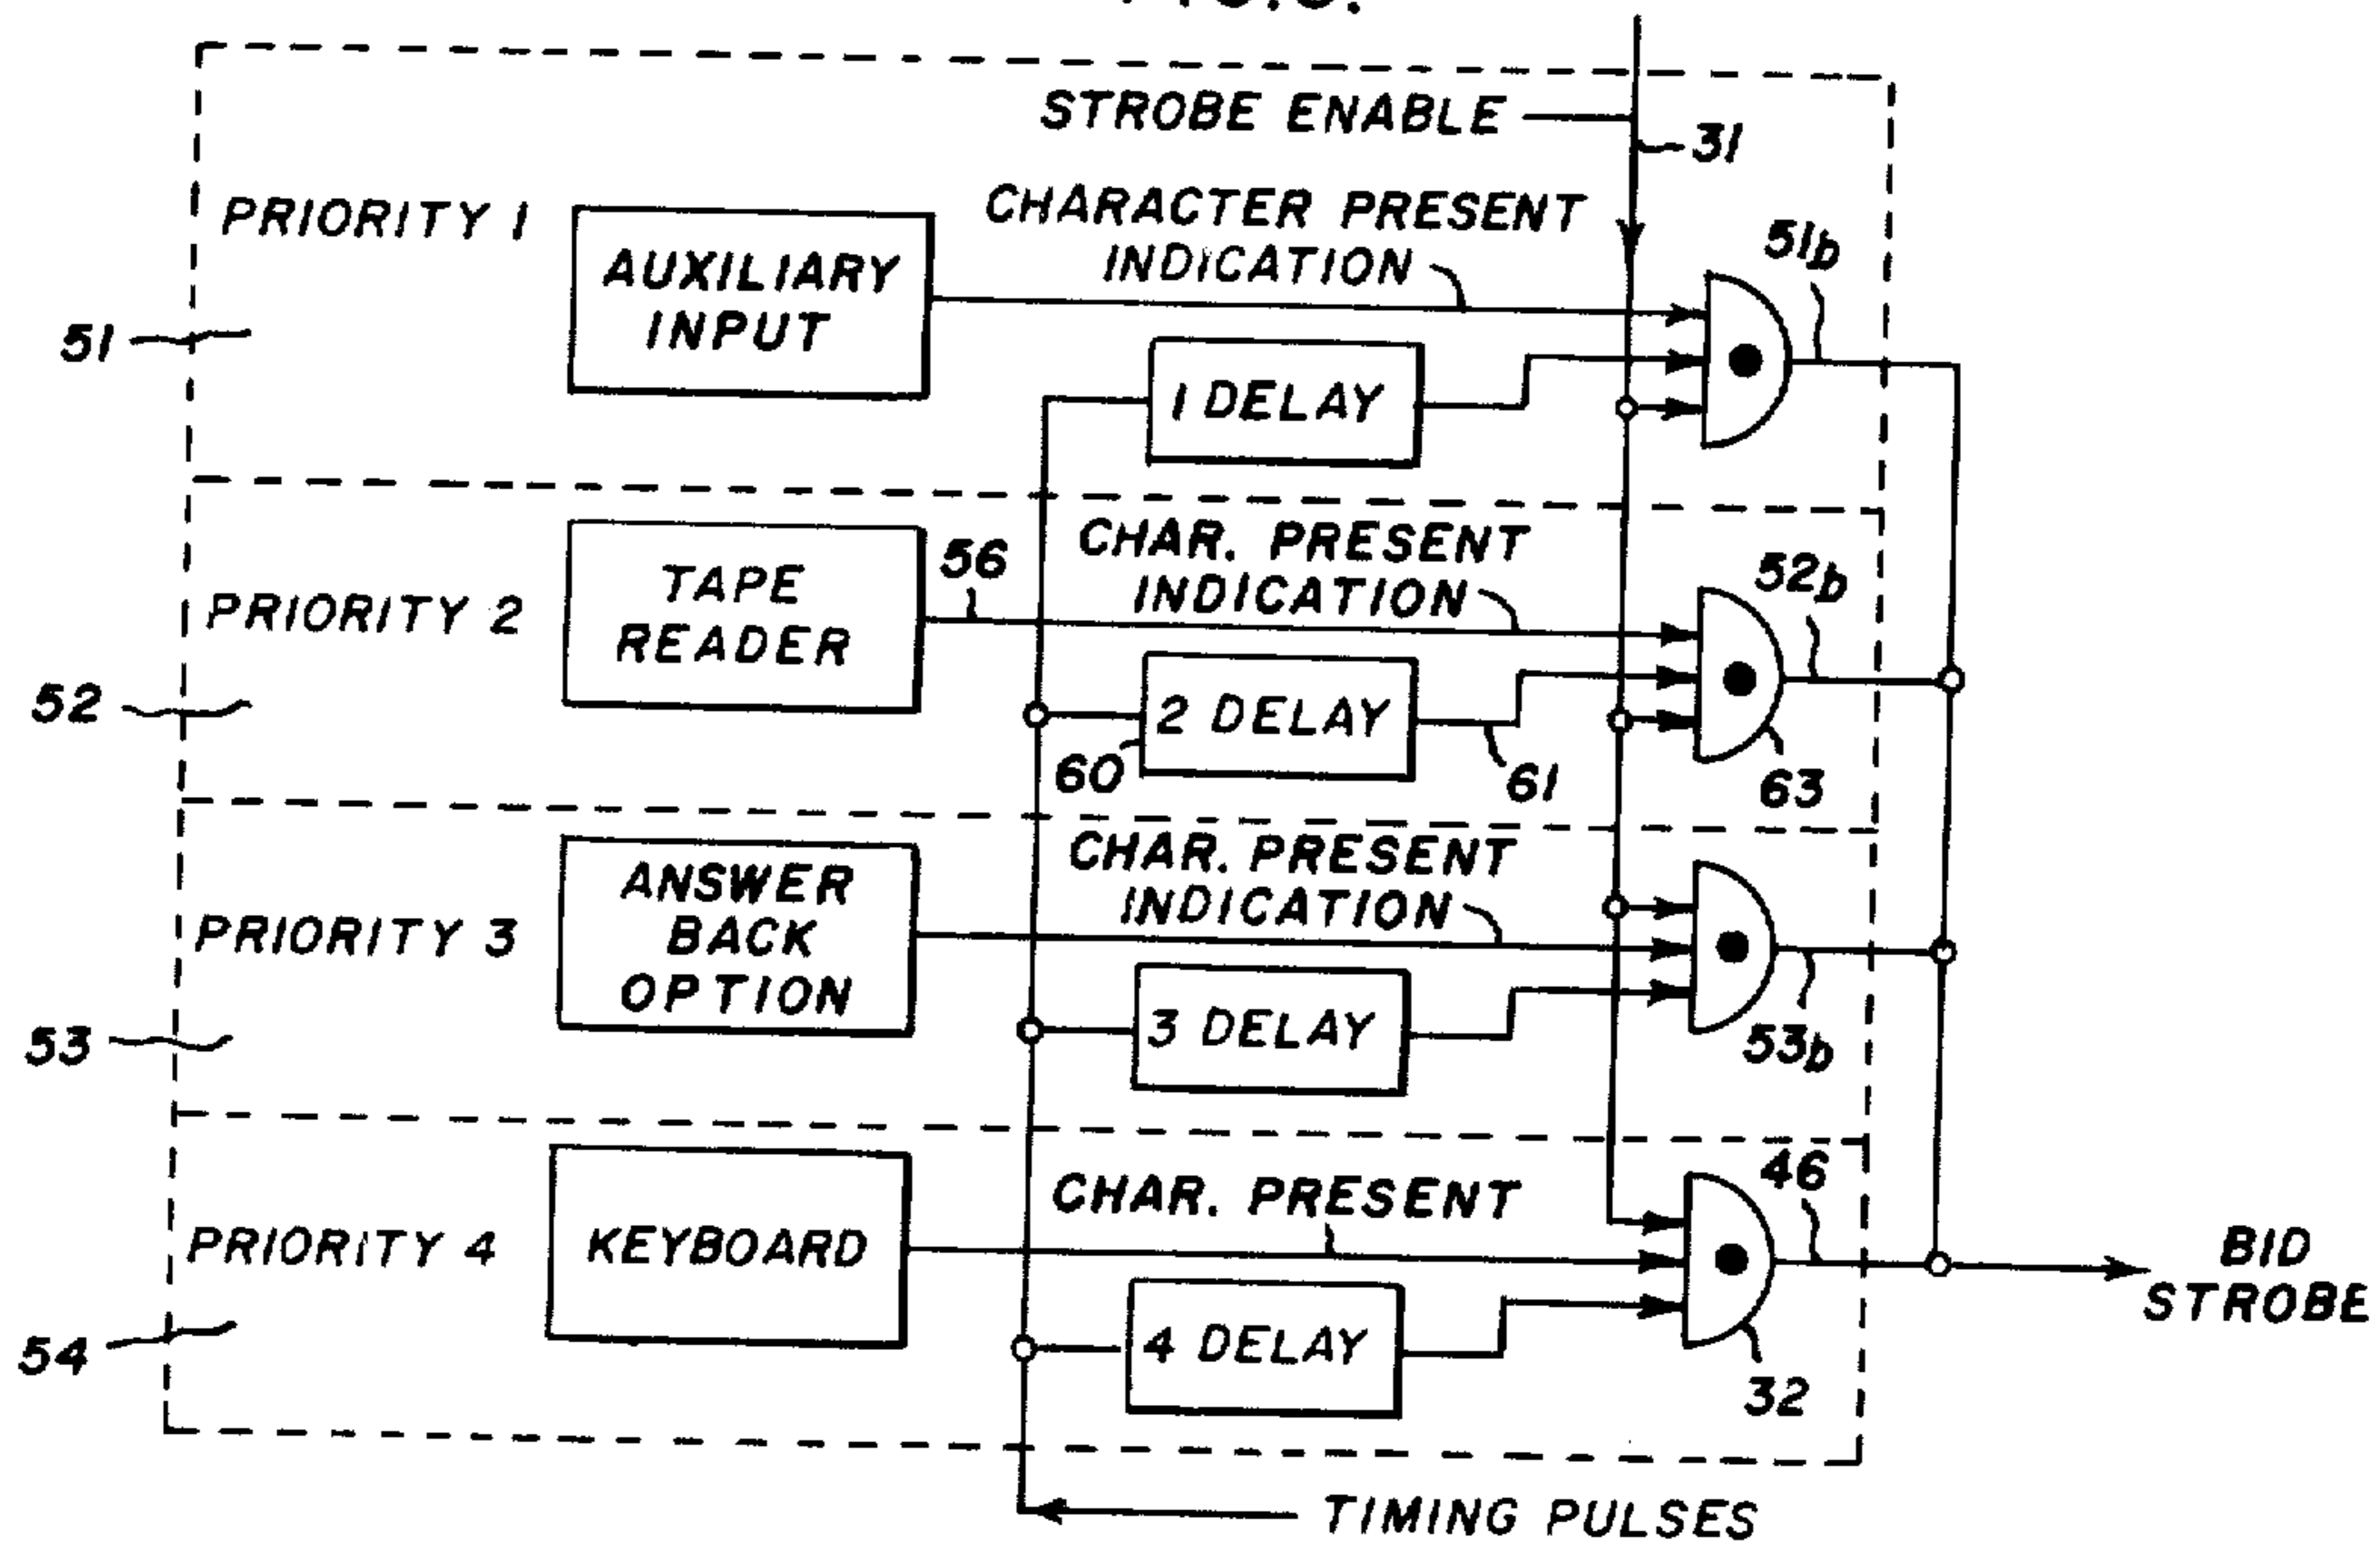 STROBE ENABLE
31
PRIORITY 1
AUXILIARY
INPUT
CHARACTER PRESENT
INDICATION
51b
51
1 DELAY
PRIORITY 2
TAPE
READER
56
CHAR. PRESENT
INDICATION
52b
52
2 DELAY
60
61
63
PRIORITY 3
ANSWER
BACK
OPTION
CHAR. PRESENT
INDICATION
53
3 DELAY
53b
PRIORITY 4
KEYBOARD
CHAR. PRESENT
46
BID
STROBE
54
4 DELAY
32
TIMING PULSES